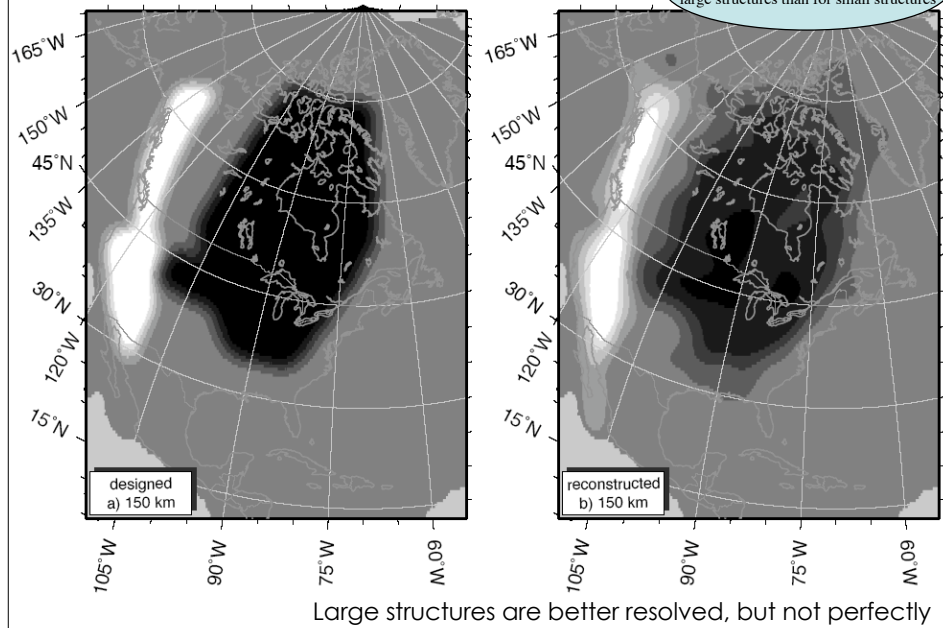 large structures than for small structures
165˚W
150˚W
45˚N
135˚W
30˚N
120˚W
15˚N
designed
a) 150 km
105˚W
90˚W
75˚W
60˚W
165˚W
150˚W
45˚N
135˚W
30˚N
120˚W
15˚N
reconstructed
b) 150 km
105˚W
90˚W
75˚W
60˚W
Large structures are better resolved, but not perfectly